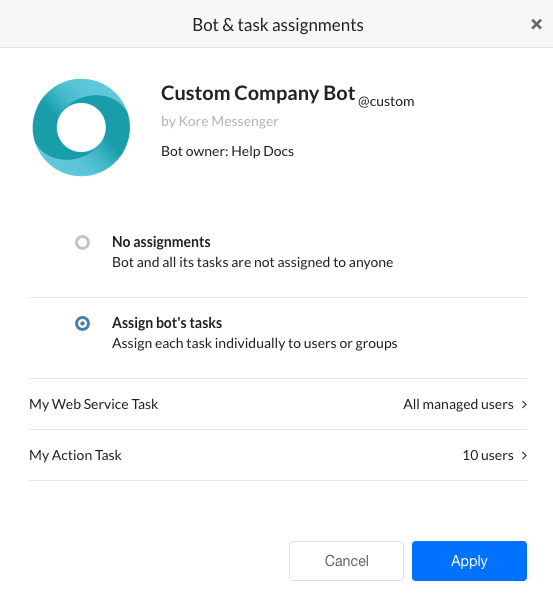 Bot & task assignments
Custom Company Bot @custom
by Kore Messenger
Bot owner: Help Docs
No assignments
Bot and all its tasks are not assigned to anyone
Assign bot's tasks
Assign each task individually to users or groups
My Web Service Task All managed users
My Action Task 10 users
Cancel Apply